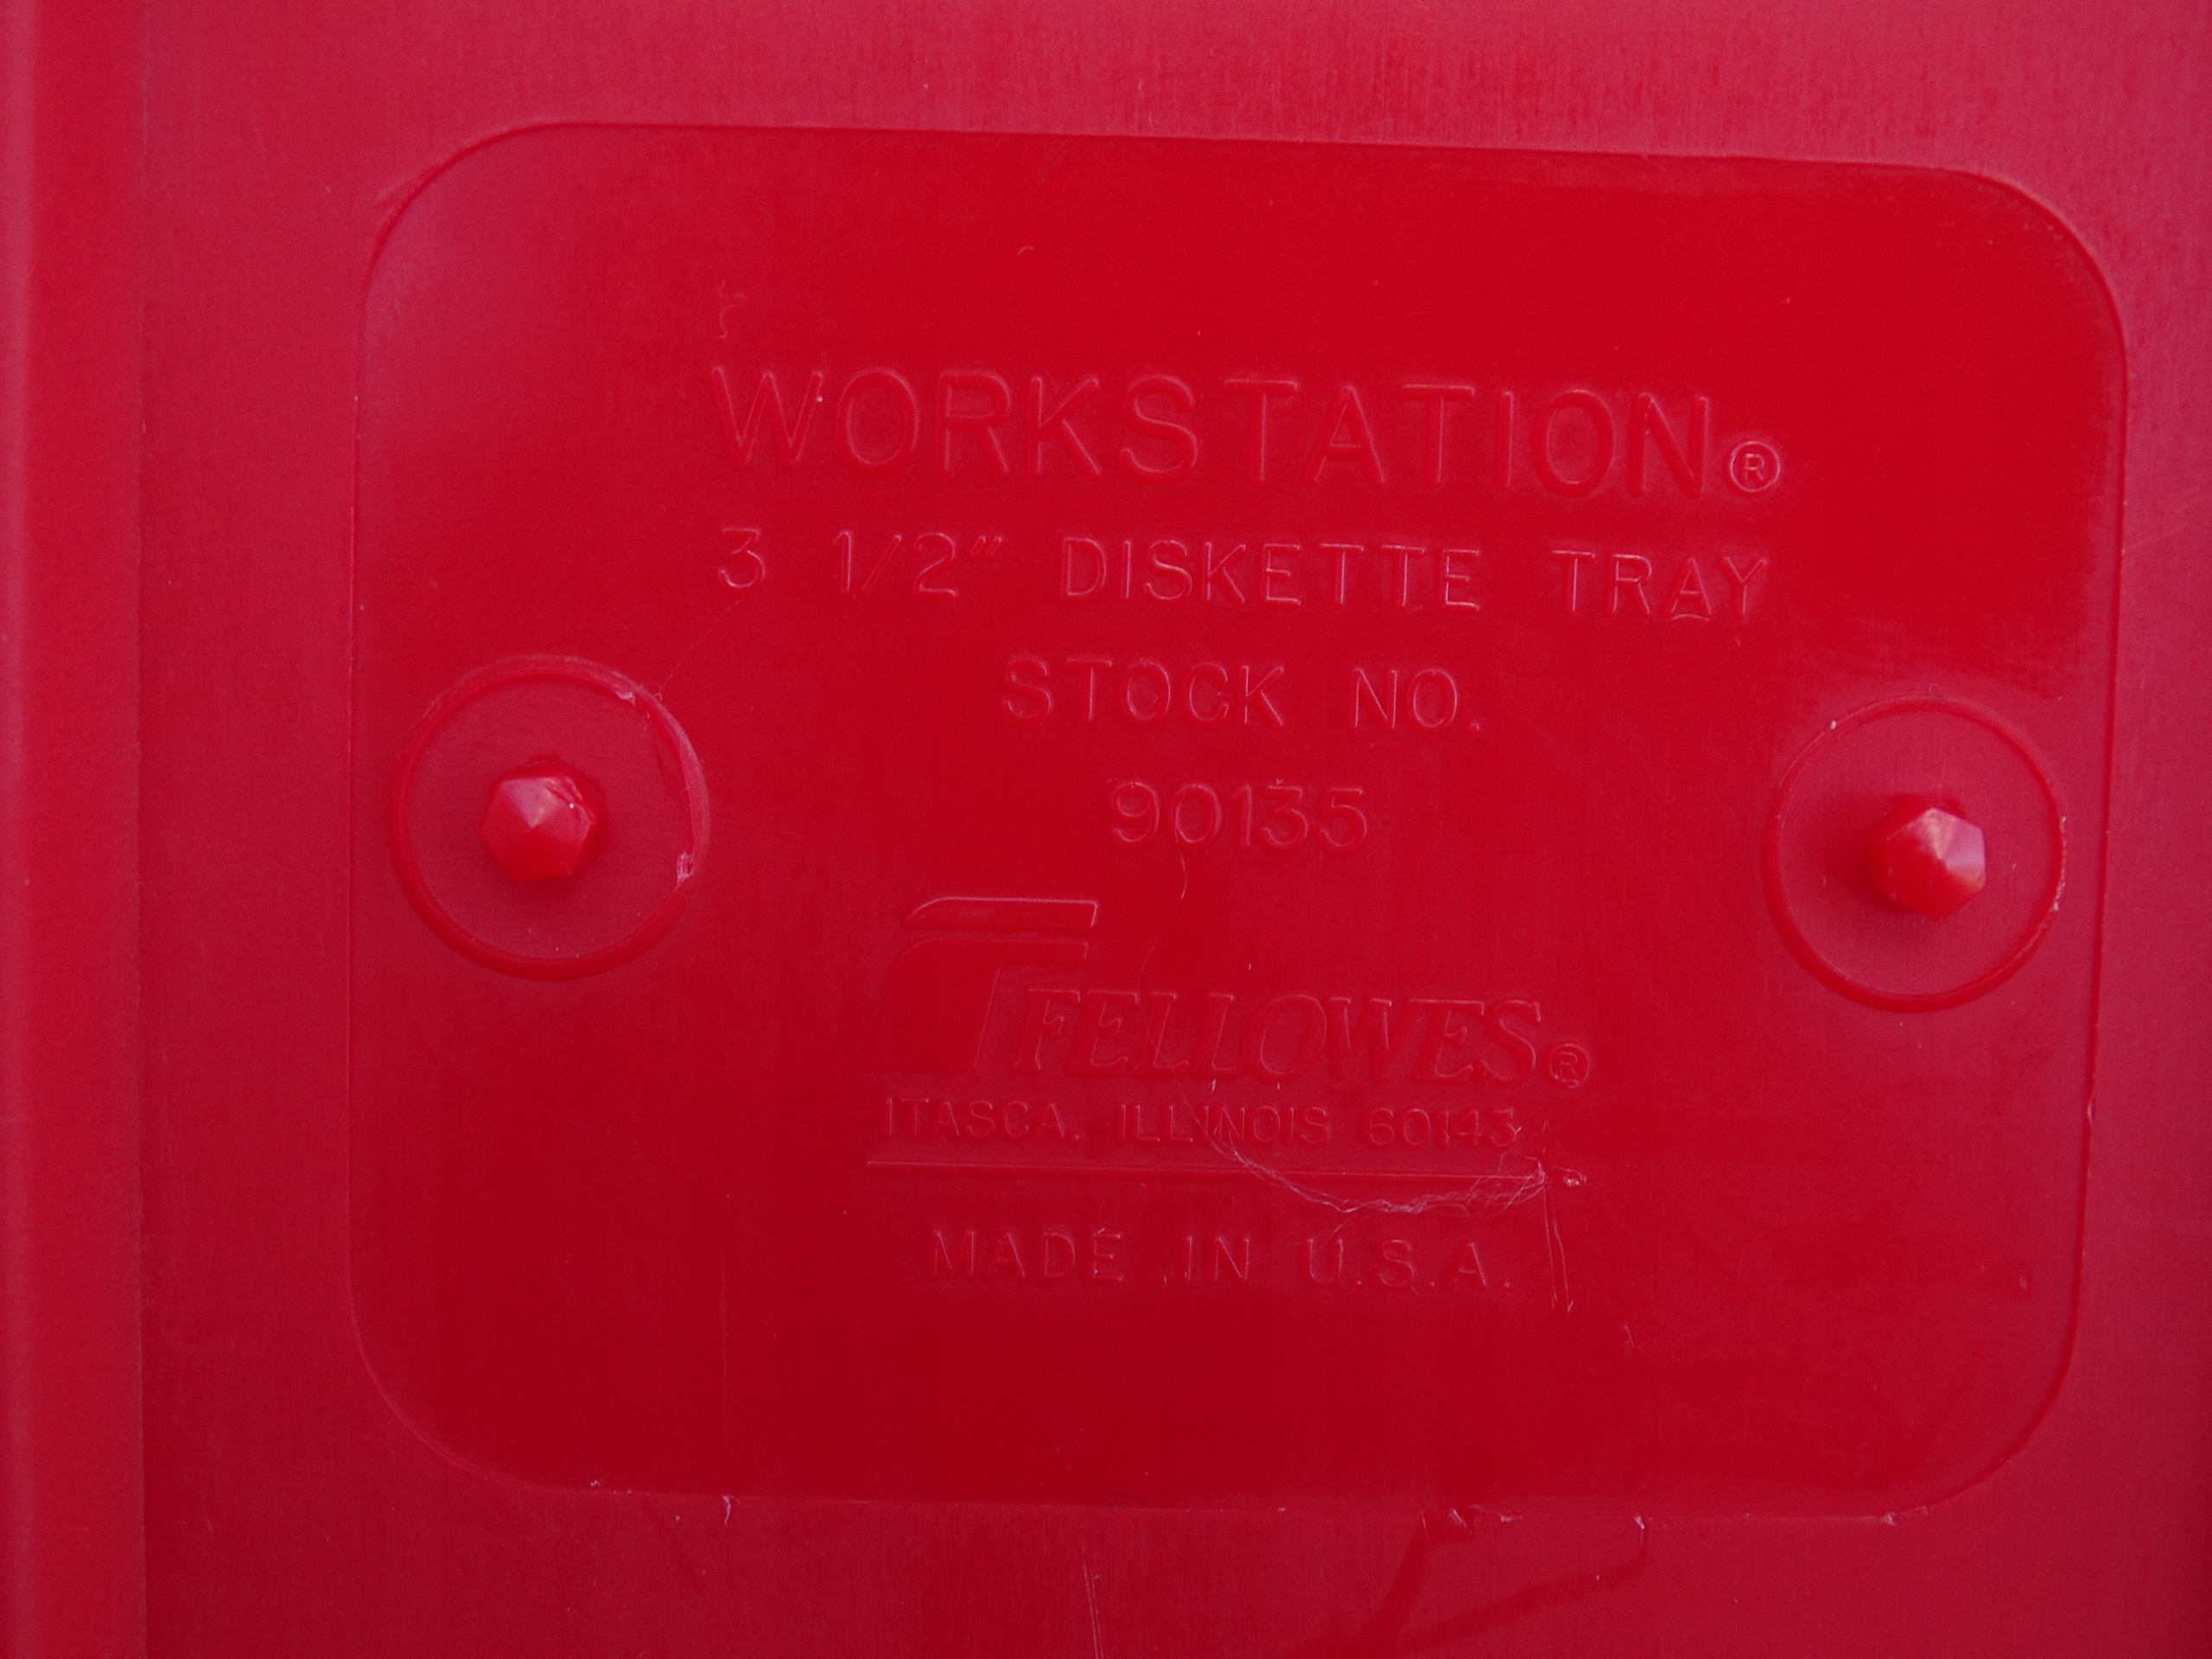 WORKSTATION®
3 1/2" DISKETTE TRAY
STOCK NO.
90135
FELLOWES®
ITASCA, ILLINOIS 60143
MADE IN U.S.A.